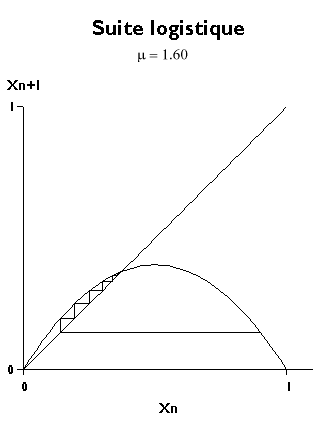 Suite logistique
μ = 1.60
Xn+1
1
0
0
1
Xn